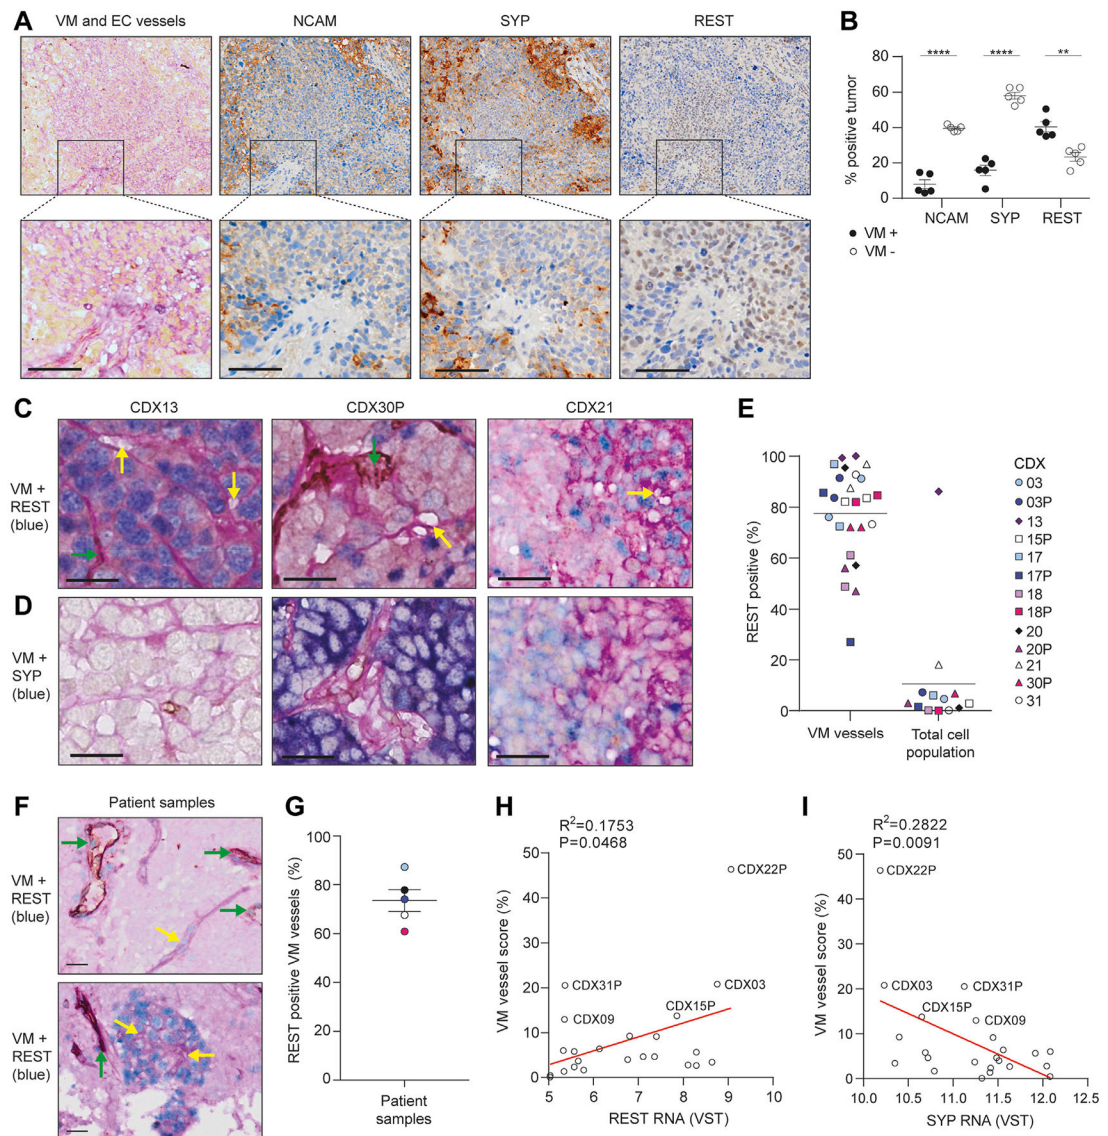 A
VM and EC vessels
NCAM
SYP
REST
B
% positive tumor
80
60
40
20
0
****
****
**
NCAM
SYP
REST
VM +
VM -
C
CDX13
CDX30P
CDX21
VM +
REST
(blue)
D
VM +
SYP
(blue)
E
REST positive (%)
100
80
60
40
20
0
VM vessels
Total cell
population
CDX
03
03P
13
15P
17
17P
18
18P
20
20P
21
30P
31
F
Patient samples
VM +
REST
(blue)
VM +
REST
(blue)
G
REST positive VM vessels (%)
100
80
60
40
20
0
Patient
samples
H
R²=0.1753
P=0.0468
VM vessel score (%)
50
40
30
20
10
0
CDX22P
CDX31P
CDX03
CDX15P
CDX09
5
6
7
8
9
10
REST RNA (VST)
I
R²=0.2822
P=0.0091
VM vessel score (%)
50
40
30
20
10
0
CDX22P
CDX03
CDX31P
CDX15P
CDX09
10.0
10.5
11.0
11.5
12.0
12.5
SYP RNA (VST)